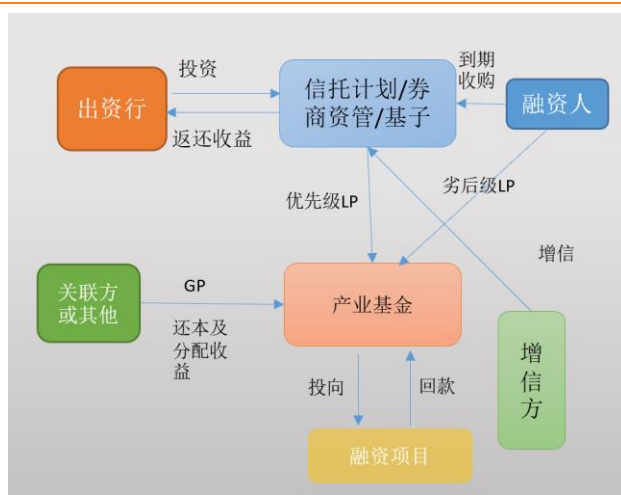 投资
到期
收购
出资行
信托计划/券
商资管/基子
融资人
返还收益
优先级LP
劣后级LP
增信
关联方
或其他
GP
还本及
分配收
益
产业基金
增
信
方
投向
回款
融资项目